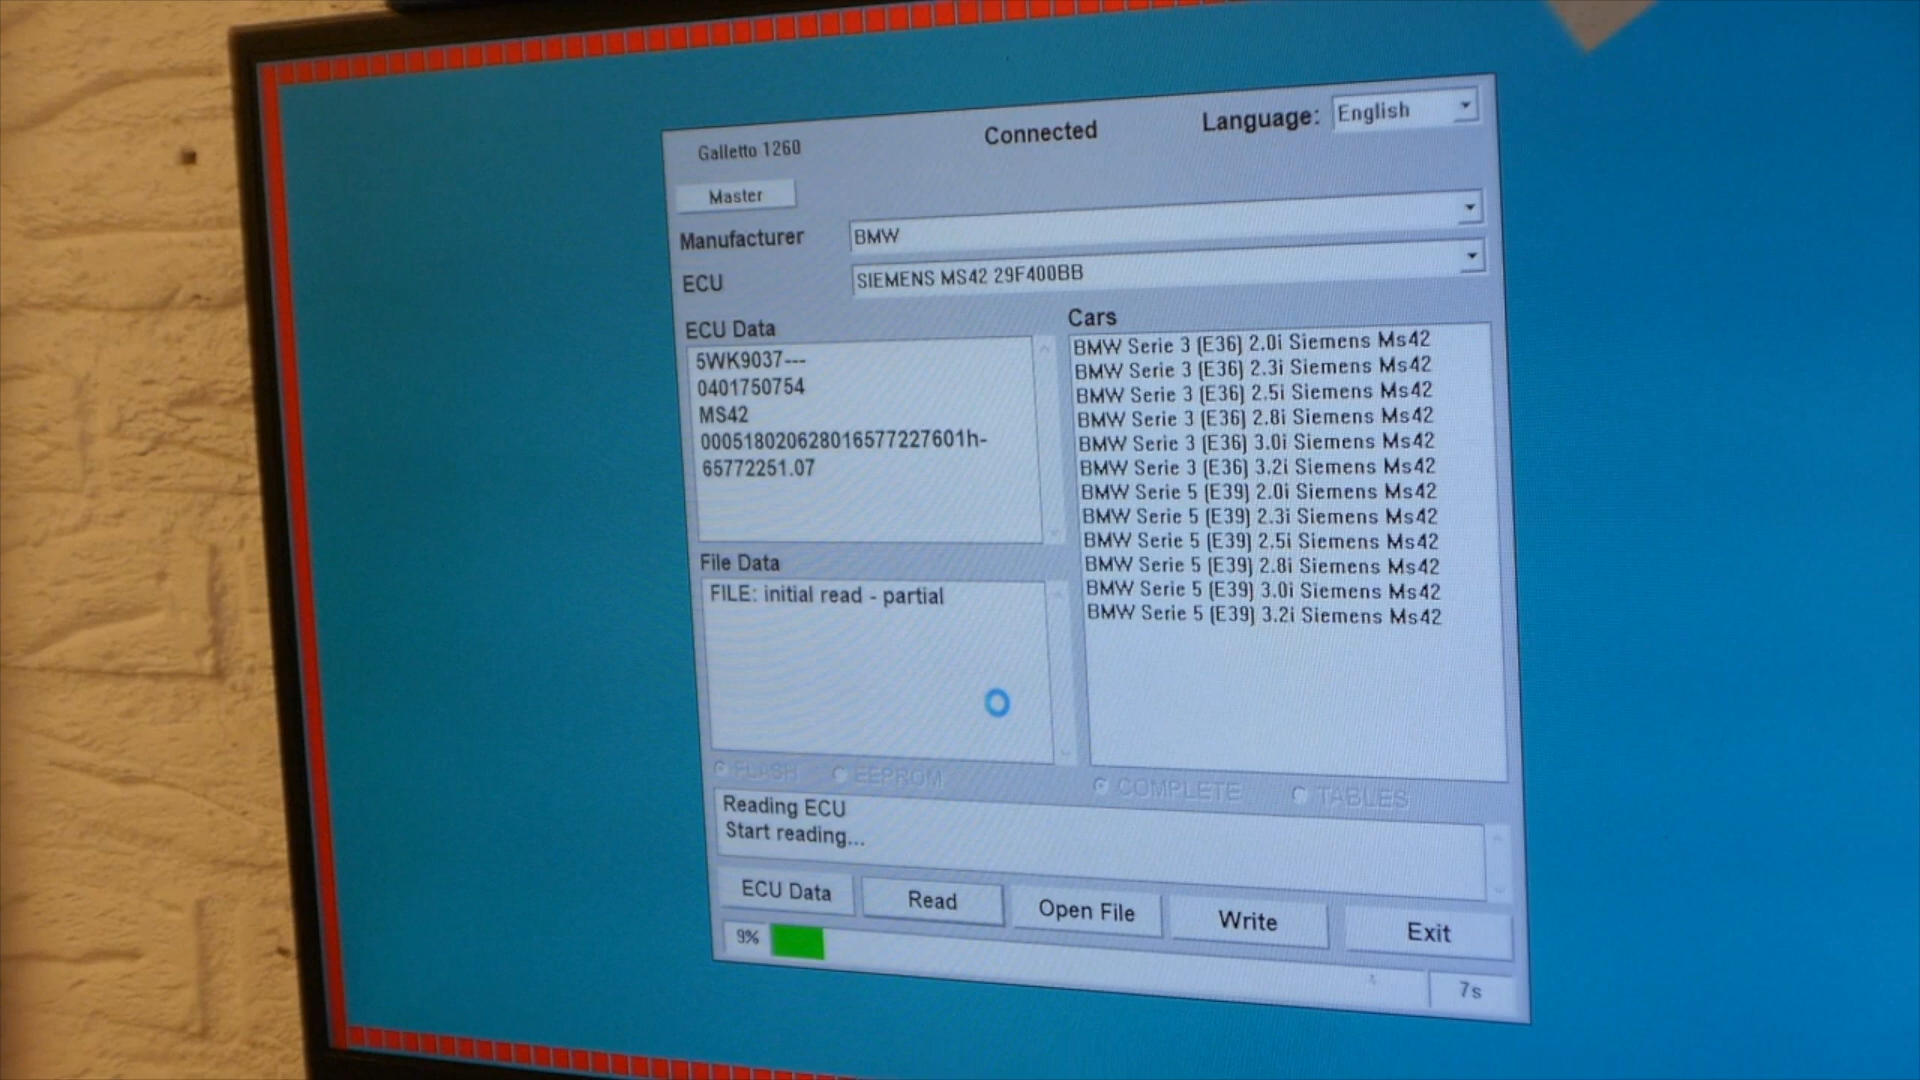 Galletto 1260
Connected
Language: English
Master
Manufacturer BMW
ECU SIEMENS MS42 29F400BB
ECU Data
5WK9037---
0401750754
MS42
000518020628016577227601h-
65772251.07
Cars
BMW Serie 3 (E36) 2.0i Siemens Ms42
BMW Serie 3 (E36) 2.3i Siemens Ms42
BMW Serie 3 (E36) 2.5i Siemens Ms42
BMW Serie 3 (E36) 2.8i Siemens Ms42
BMW Serie 3 (E36) 3.0i Siemens Ms42
BMW Serie 3 (E36) 3.2i Siemens Ms42
BMW Serie 5 (E39) 2.0i Siemens Ms42
BMW Serie 5 (E39) 2.3i Siemens Ms42
BMW Serie 5 (E39) 2.5i Siemens Ms42
BMW Serie 5 (E39) 2.8i Siemens Ms42
BMW Serie 5 (E39) 3.0i Siemens Ms42
BMW Serie 5 (E39) 3.2i Siemens Ms42
File Data
FILE: initial read - partial
FLASH EEPROM COMPLETE TABLES
Reading ECU
Start reading...
ECU Data Read Open File Write Exit
9%
7s